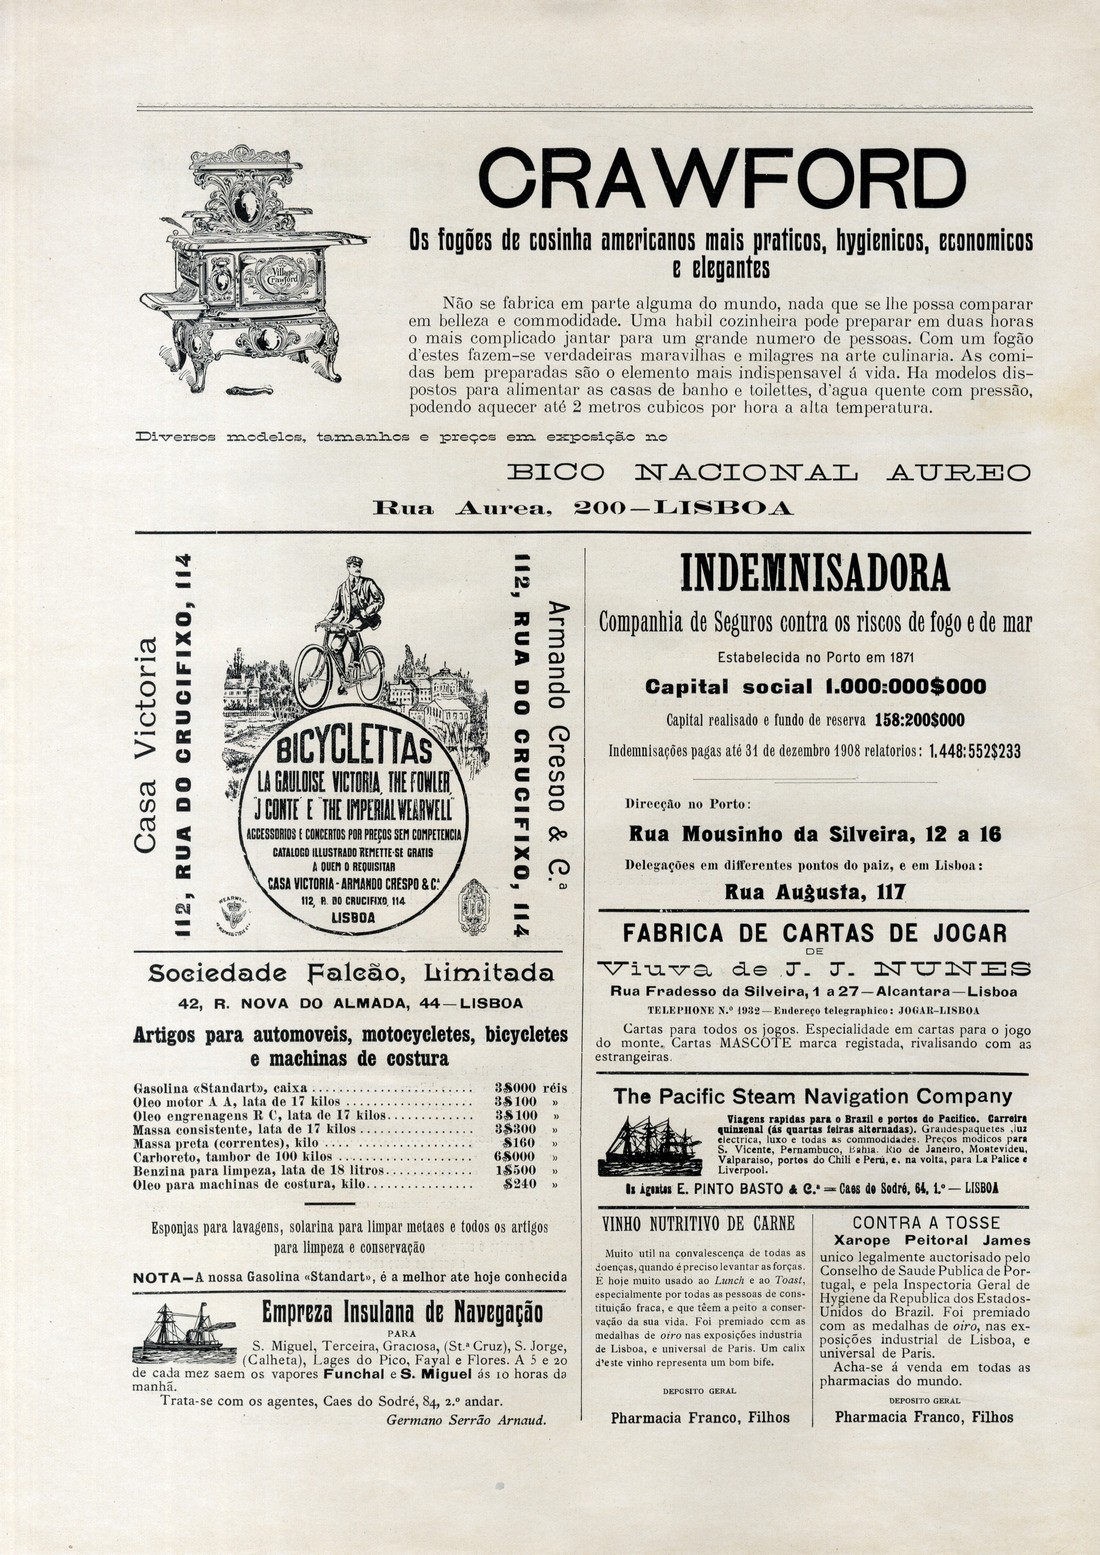 CRAWFORD
Os fogões de cosinha americanos mais praticos, hygienicos, economicos
e elegantes
Village
Crawford
Não se fabrica em parte alguma do mundo, nada que se lhe possa comparar
em belleza e commodidade. Uma habil cozinheira pode preparar em duas horas
o mais complicado jantar para um grande numero de pessoas. Com um fogão
d'estes fazem-se verdadeiras maravilhas e milagres na arte culinaria. As comi-
das bem preparadas são o elemento mais indispensavel á vida. Ha modelos dis-
postos para alimentar as casas de banho e toilettes, d'agua quente com pressão,
podendo aquecer até 2 metros cubicos por hora a alta temperatura.
Diversos modelos, tamanhos e preços em exposição no
BICO NACIONAL AUREO
Rua Aurea, 200—LISBOA
Casa Victoria
112, RUA DO CRUCIFIXO, 114
BICYCLETTAS
LA GAULOISE VICTORIA, THE FOWLER,
J CONTE E "THE IMPERIAL WEARWELL"
ACCESSORIOS E CONCERTOS POR PREÇOS SEM COMPETENCIA
CATALOGO ILLUSTRADO REMETTE-SE GRATIS
A QUEM O REQUISITAR
CASA VICTORIA - ARMANDO CRESPO & C.ª
112, R. DO CRUCIFIXO, 114
LISBOA
112, RUA DO CRUCIFIXO, 114
Armando Crespo & C.ª
Sociedade Falcão, Limitada
42, R. NOVA DO ALMADA, 44—LISBOA
Artigos para automoveis, motocycletes, bicycletes
e machinas de costura
Gasolina «Standart», caixa ........................ 3$000 réis
Oleo motor A A, lata de 17 kilos .................... 3$100 »
Oleo engrenagens R C, lata de 17 kilos............. 3$100 »
Massa consistente, lata de 17 kilos .................. 3$300 »
Massa preta (correntes), kilo ....................... $160 »
Carboreto, tambor de 100 kilos ..................... 6$000 »
Benzina para limpeza, lata de 18 litros.............. 1$500 »
Oleo para machinas de costura, kilo................. $240 »
Esponjas para lavagens, solarina para limpar metaes e todos os artigos
para limpeza e conservação
NOTA—A nossa Gasolina «Standart», é a melhor ate hoje conhecida
Empreza Insulana de Navegação
PARA
S. Miguel, Terceira, Graciosa, (St.ª Cruz), S. Jorge,
(Calheta), Lages do Pico, Fayal e Flores. A 5 e 20
de cada mez saem os vapores Funchal e S. Miguel ás 10 horas da
manhã.
Trata-se com os agentes, Caes do Sodré, 84, 2.º andar.
Germano Serrão Arnaud.
INDEMNISADORA
Companhia de Seguros contra os riscos de fogo e de mar
Estabelecida no Porto em 1871
Capital social 1.000:000$000
Capital realisado e fundo de reserva 158:200$000
Indemnisações pagas até 31 de dezembro 1908 relatorios: 1.448:552$233
Direcção no Porto:
Rua Mousinho da Silveira, 12 a 16
Delegações em differentes pontos do paiz, e em Lisboa:
Rua Augusta, 117
FABRICA DE CARTAS DE JOGAR
DE
Viuva de J. J. NUNES
Rua Fradesso da Silveira, 1 a 27—Alcantara—Lisboa
TELEPHONE N.º 1932—Endereço telegraphico: JOGAR-LISBOA
Cartas para todos os jogos. Especialidade em cartas para o jogo
do monte. Cartas MASCOTE marca registada, rivalisando com as
estrangeiras.
The Pacific Steam Navigation Company
Viagens rapidas para o Brazil e portos do Pacifico. Carreira
quinzenal (ás quartas feiras alternadas). Grandes paquetes, luz
electrica, luxo e todas as commodidades. Preços modicos para
S. Vicente, Pernambuco, Bahia, Rio de Janeiro, Montevideu,
Valparaiso, portos do Chili e Perú, e, na volta, para La Palice e
Liverpool.
Os Agentes E. PINTO BASTO & C.ª = Caes do Sodré, 64, 1.º — LISBOA
VINHO NUTRITIVO DE CARNE
Muito util na convalescença de todas as
doenças, quando é preciso levantar as forças.
É hoje muito usado ao Lunch e ao Toast,
especialmente por todas as pessoas de cons-
tituição fraca, e que têem a peito a conser-
vação da sua vida. Foi premiado com as
medalhas de oiro nas exposições industria
de Lisboa, e universal de Paris. Um calix
d'este vinho representa um bom bife.
DEPOSITO GERAL
Pharmacia Franco, Filhos
CONTRA A TOSSE
Xarope Peitoral James
unico legalmente auctorisado pelo
Conselho de Saude Publica de Por-
tugal, e pela Inspectoria Geral de
Hygiene da Republica dos Estados-
Unidos do Brazil. Foi premiado
com as medalhas de oiro, nas ex-
posições industrial de Lisboa, e
universal de Paris.
Acha-se á venda em todas as
pharmacias do mundo.
DEPOSITO GERAL
Pharmacia Franco, Filhos